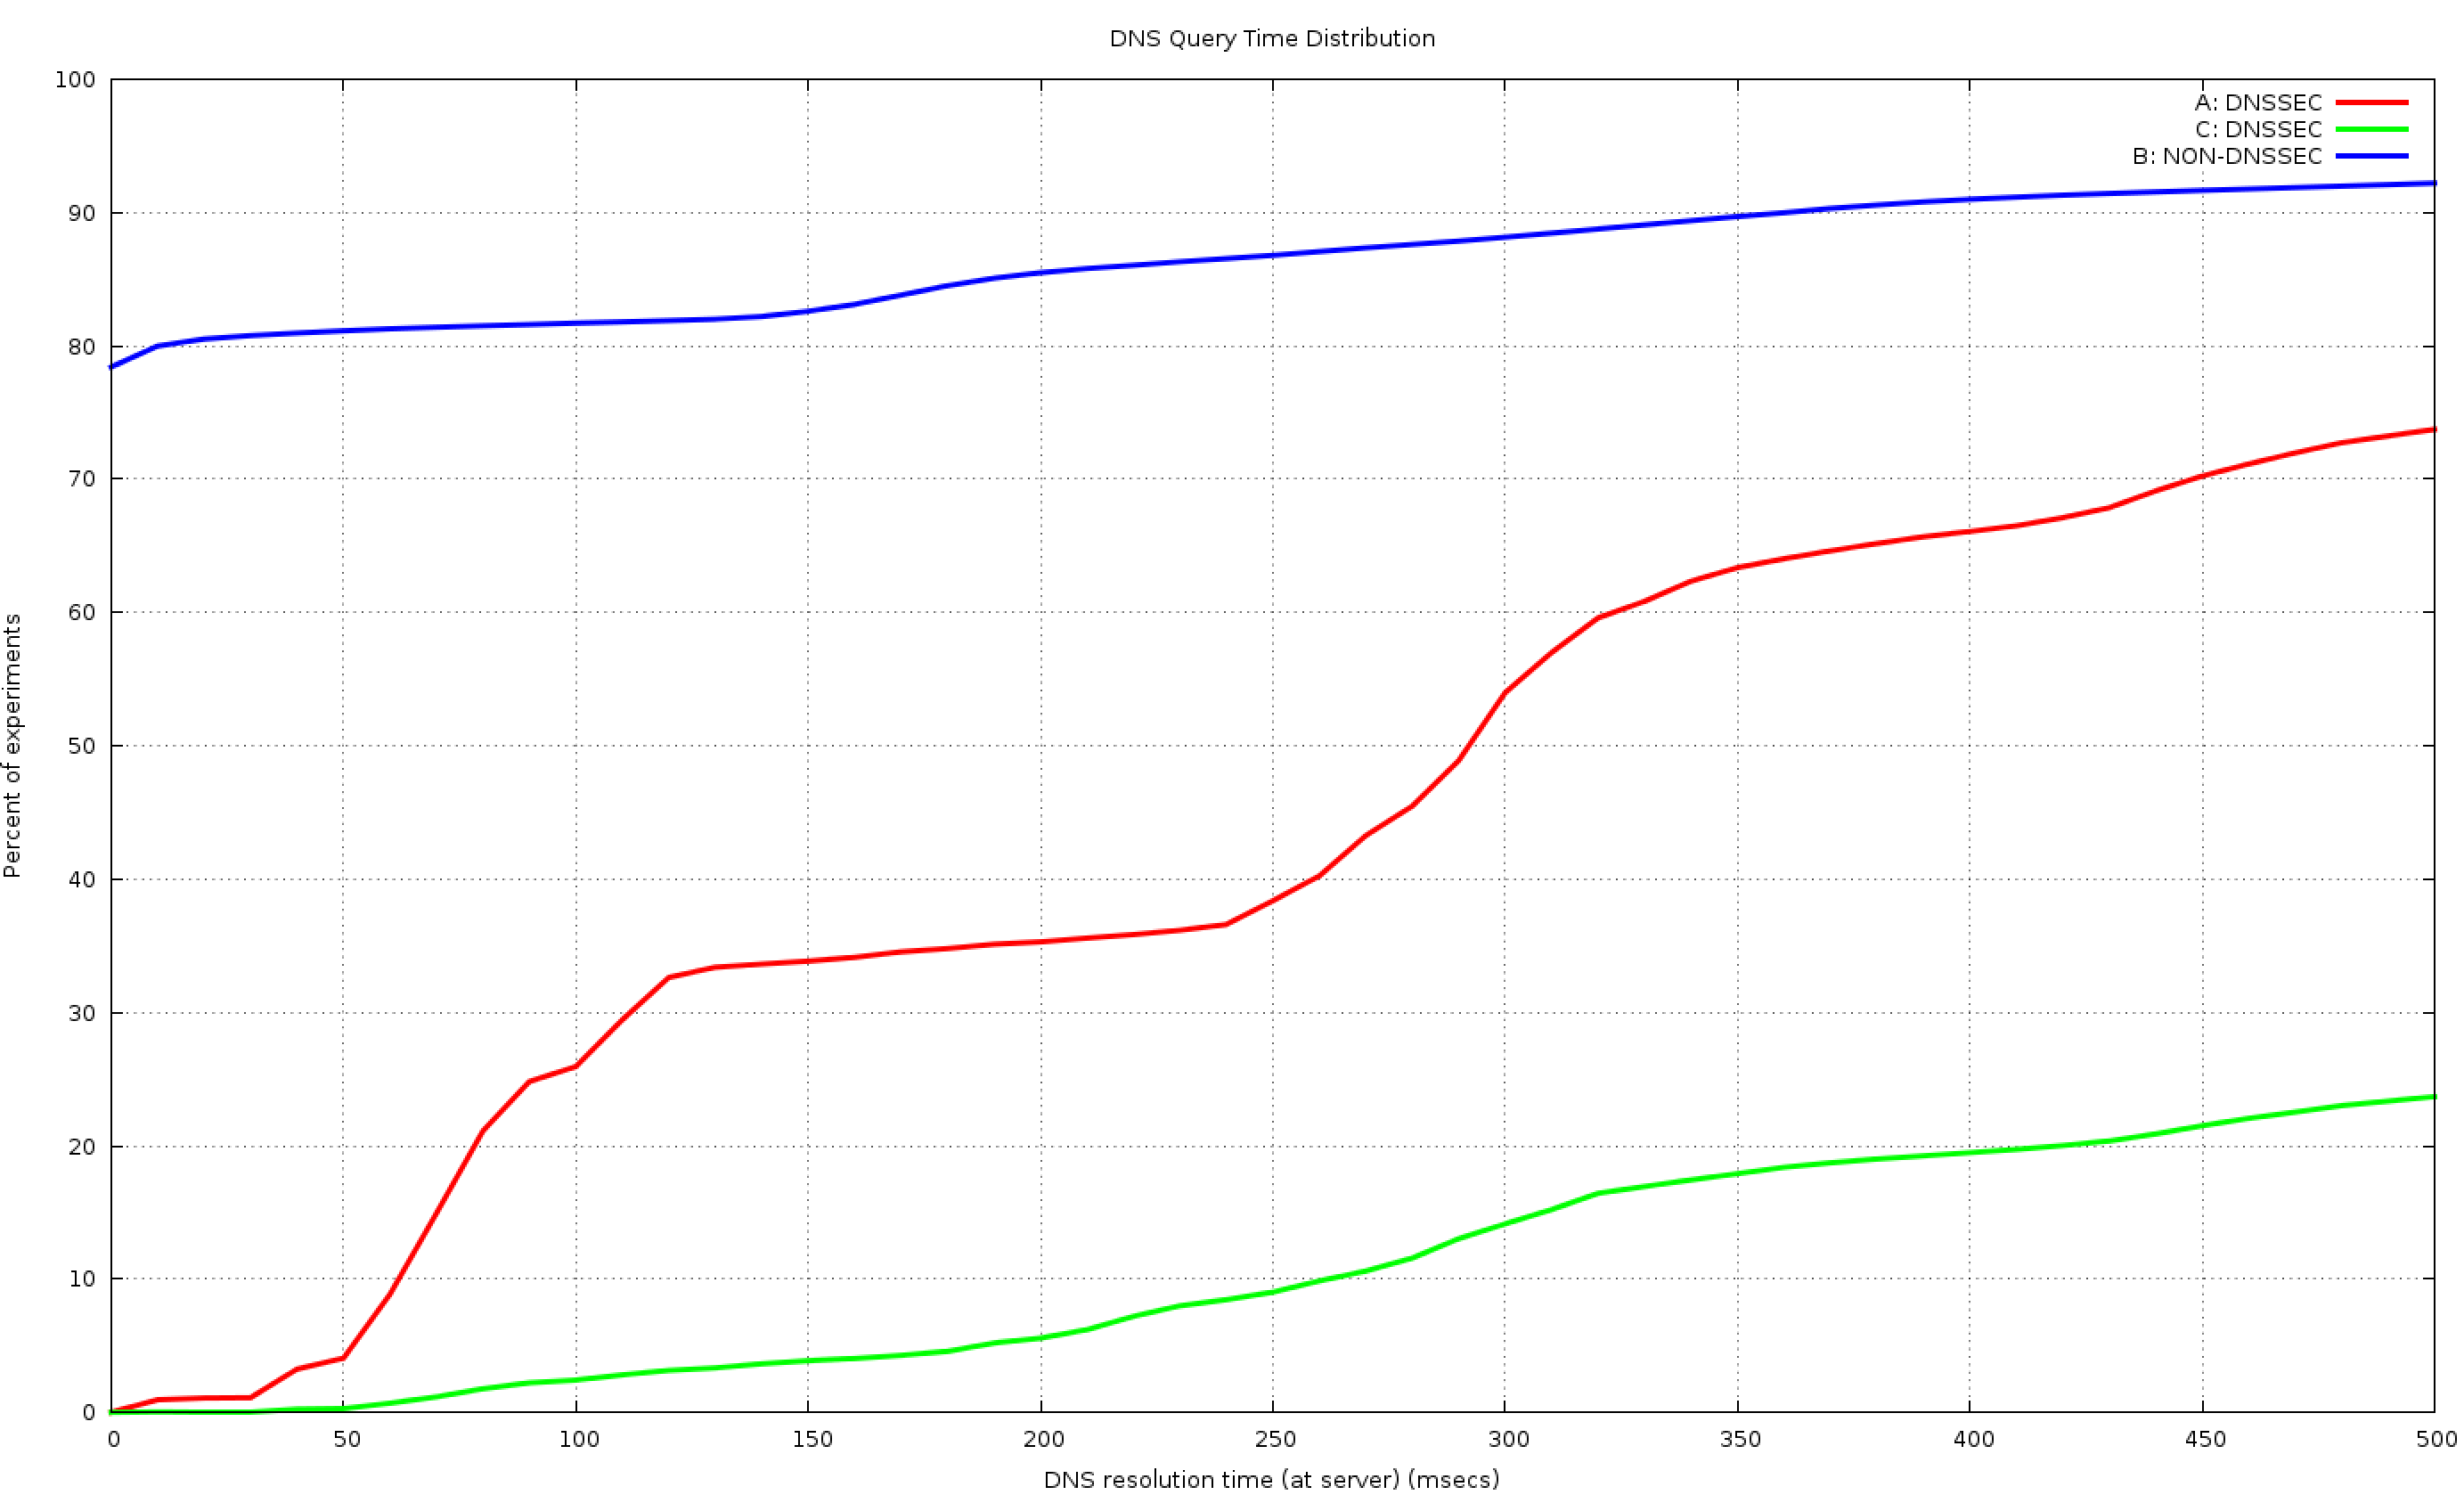 DNS Query Time Distribution
100
90
80
70
60
50
40
30
20
10
0
Percent of experiments
A: DNSSEC
C: DNSSEC
B: NON-DNSSEC
0 50 100 150 200 250 300 350 400 450 500
DNS resolution time (at server) (msecs)